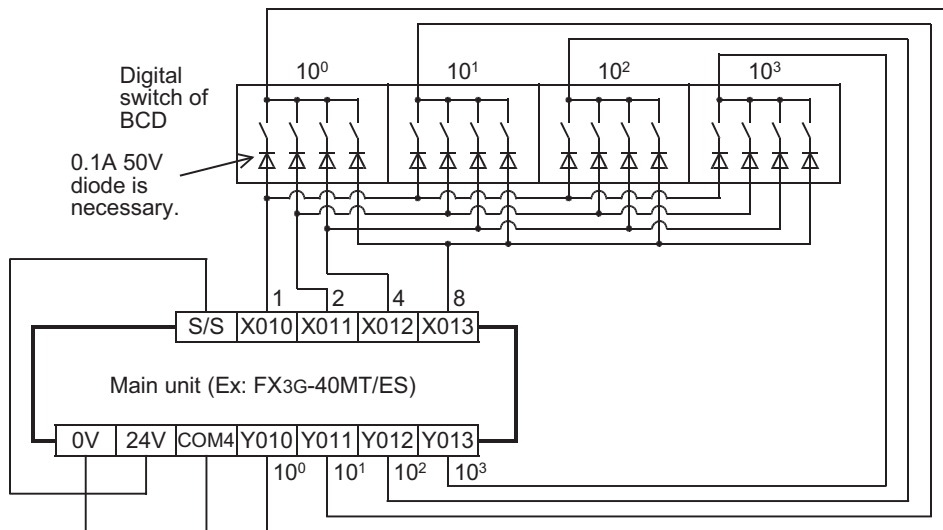 Digital
switch of
BCD
10⁰ 10¹ 10² 10³
0.1A 50V
diode is
necessary.
1 2 4 8
S/S X010 X011 X012 X013
Main unit (Ex: FX3G-40MT/ES)
0V 24V COM4 Y010 Y011 Y012 Y013
10⁰ 10¹ 10² 10³